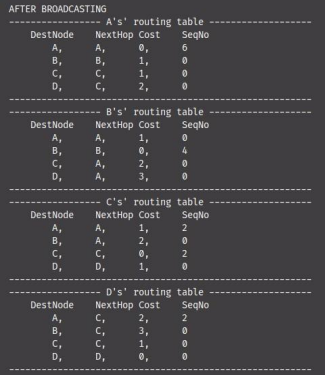 AFTER BROADCASTING
----------------- A's' routing table -------------------
DestNode NextHop Cost SeqNo
A, A, 0, 6
B, B, 1, 0
C, C, 1, 0
D, C, 2, 0
--------------------------------------------------------
----------------- B's' routing table -------------------
DestNode NextHop Cost SeqNo
A, A, 1, 0
B, B, 0, 4
C, A, 2, 0
D, A, 3, 0
--------------------------------------------------------
----------------- C's' routing table -------------------
DestNode NextHop Cost SeqNo
A, A, 1, 2
B, A, 2, 0
C, C, 0, 2
D, D, 1, 0
--------------------------------------------------------
----------------- D's' routing table -------------------
DestNode NextHop Cost SeqNo
A, C, 2, 2
B, C, 3, 0
C, C, 1, 0
D, D, 0, 0
--------------------------------------------------------